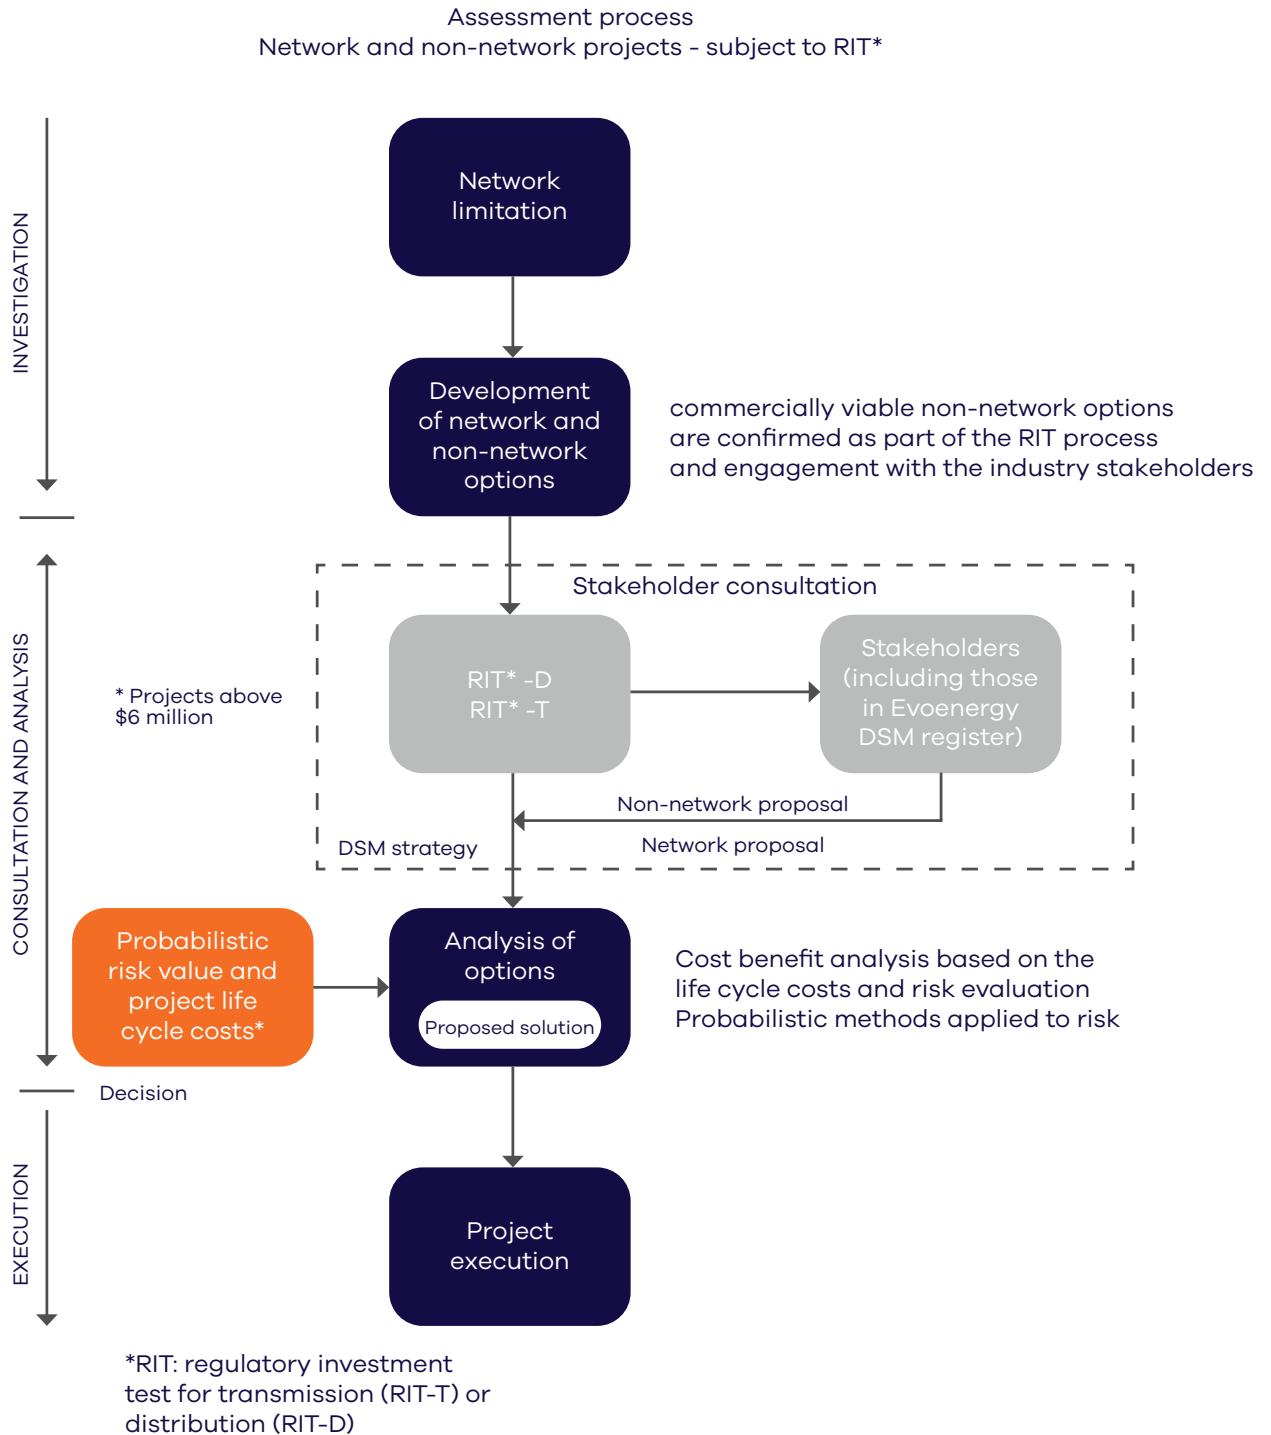 Assessment process
Network and non-network projects - subject to RIT*
INVESTIGATION
Network
limitation
Development
of network and
non-network
options
commercially viable non-network options
are confirmed as part of the RIT process
and engagement with the industry stakeholders
CONSULTATION AND ANALYSIS
* Projects above
$6 million
Stakeholder consultation
RIT* -D
RIT* -T
Stakeholders
(including those
in Evoenergy
DSM register)
Non-network proposal
DSM strategy
Network proposal
Probabilistic
risk value and
project life
cycle costs*
Analysis of
options
Proposed solution
Cost benefit analysis based on the
life cycle costs and risk evaluation
Probabilistic methods applied to risk
Decision
EXECUTION
Project
execution
*RIT: regulatory investment
test for transmission (RIT-T) or
distribution (RIT-D)